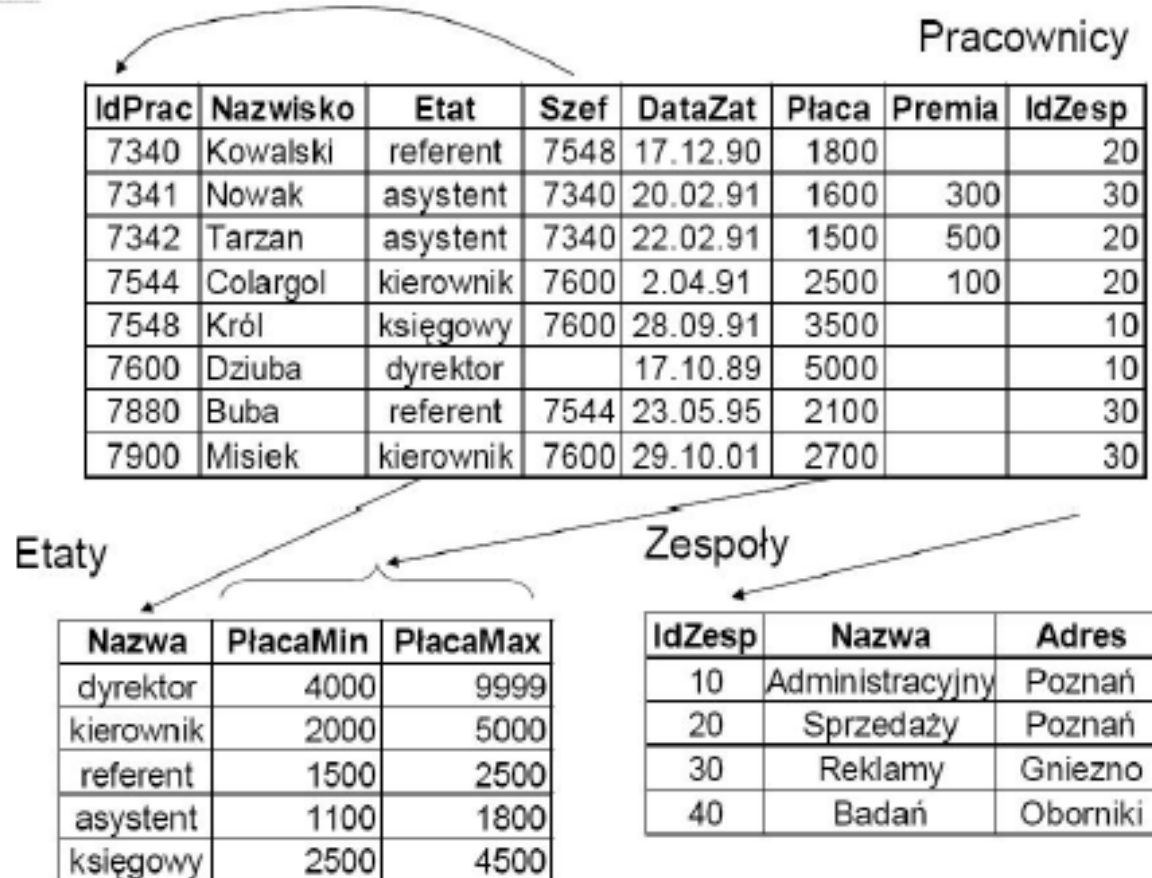 Pracownicy
IdPrac Nazwisko Etat Szef DataZat Płaca Premia IdZesp
7340 Kowalski referent 7548 17.12.90 1800 20
7341 Nowak asystent 7340 20.02.91 1600 300 30
7342 Tarzan asystent 7340 22.02.91 1500 500 20
7544 Colargol kierownik 7600 2.04.91 2500 100 20
7548 Król księgowy 7600 28.09.91 3500 10
7600 Dziuba dyrektor 17.10.89 5000 10
7880 Buba referent 7544 23.05.95 2100 30
7900 Misiek kierownik 7600 29.10.01 2700 30
Etaty
Nazwa PłacaMin PłacaMax
dyrektor 4000 9999
kierownik 2000 5000
referent 1500 2500
asystent 1100 1800
księgowy 2500 4500
Zespoły
IdZesp Nazwa Adres
10 Administracyjny Poznań
20 Sprzedaży Poznań
30 Reklamy Gniezno
40 Badań Oborniki